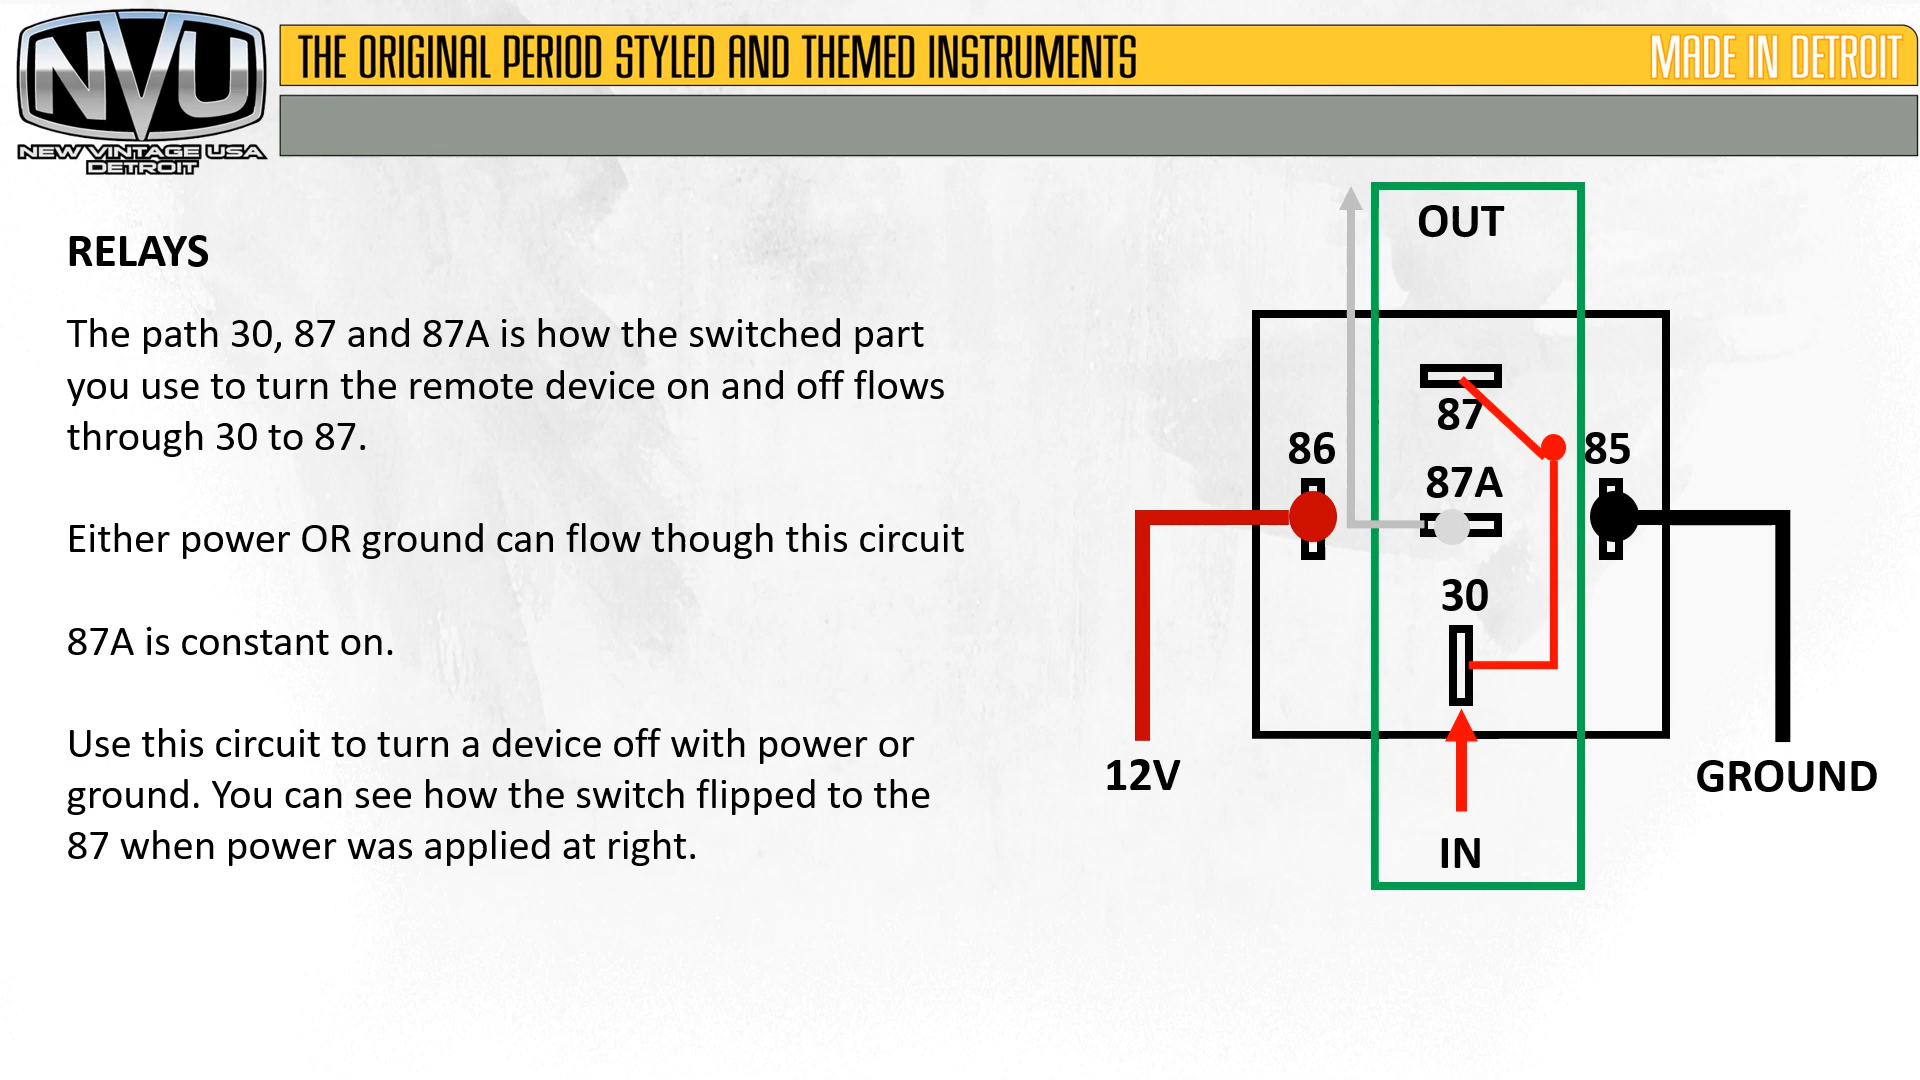 NVU
NEW VINTAGE USA
DETROIT
THE ORIGINAL PERIOD STYLED AND THEMED INSTRUMENTS
MADE IN DETROIT
RELAYS
The path 30, 87 and 87A is how the switched part
you use to turn the remote device on and off flows
through 30 to 87.
Either power OR ground can flow though this circuit
87A is constant on.
Use this circuit to turn a device off with power or
ground. You can see how the switch flipped to the
87 when power was applied at right.
OUT
87
86
85
87A
30
12V
GROUND
IN